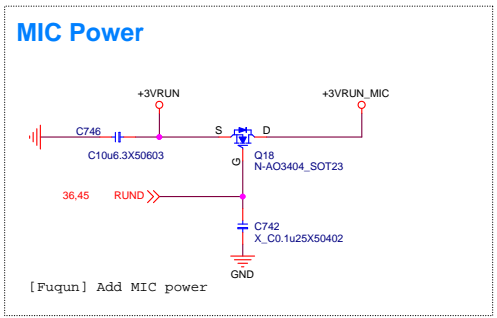 MIC Power
+3VRUN
+3VRUN_MIC
C746
S
D
C10u6.3X50603
G
Q18
N-AO3404_SOT23
36,45
RUND
C742
X_C0.1u25X50402
GND
[Fuqun] Add MIC power